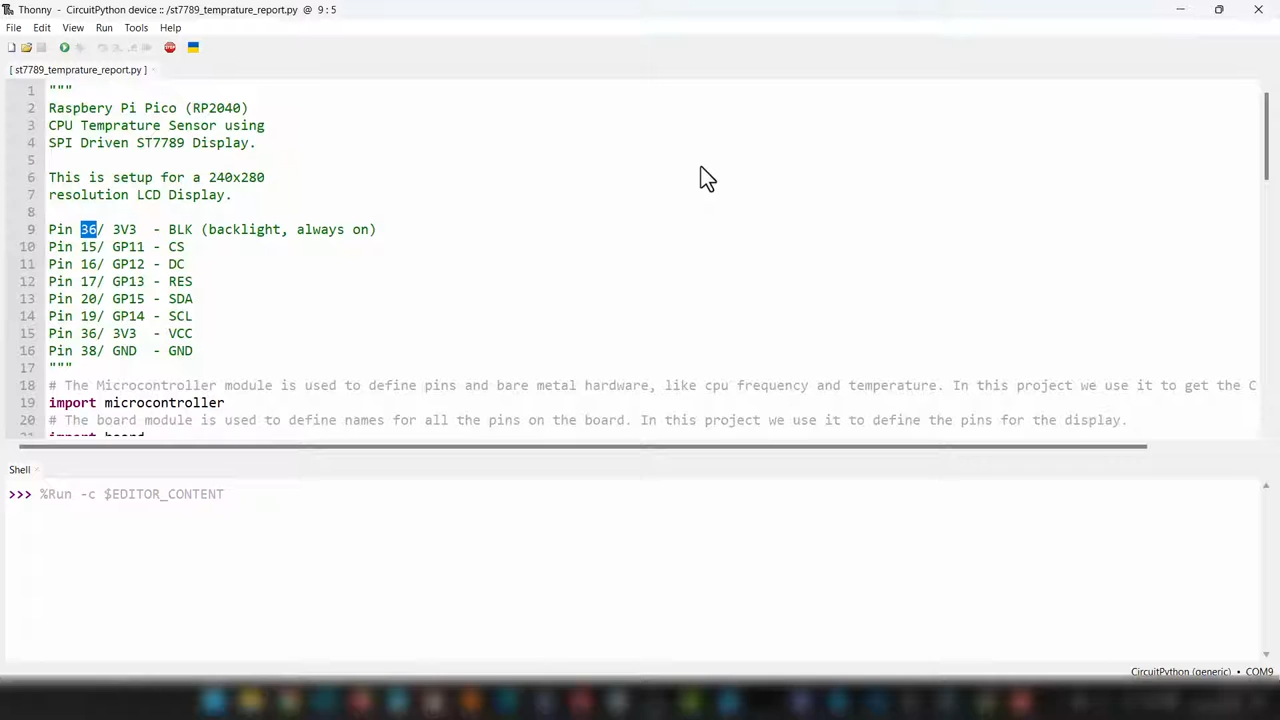 Thonny - CircuitPython device :: /st7789_temprature_report.py @ 9 : 5
File Edit View Run Tools Help
[ st7789_temprature_report.py ]
1 """
2 Raspbery Pi Pico (RP2040)
3 CPU Temprature Sensor using
4 SPI Driven ST7789 Display.
5
6 This is setup for a 240x280
7 resolution LCD Display.
8
9 Pin 36/ 3V3 - BLK (backlight, always on)
10 Pin 15/ GP11 - CS
11 Pin 16/ GP12 - DC
12 Pin 17/ GP13 - RES
13 Pin 20/ GP15 - SDA
14 Pin 19/ GP14 - SCL
15 Pin 36/ 3V3 - VCC
16 Pin 38/ GND - GND
17 """
18 # The Microcontroller module is used to define pins and bare metal hardware, like cpu frequency and temperature. In this project we use it to get the C
19 import microcontroller
20 # The board module is used to define names for all the pins on the board. In this project we use it to define the pins for the display.
21 import board
Shell
>>> %Run -c $EDITOR_CONTENT
CircuitPython (generic) • COM9